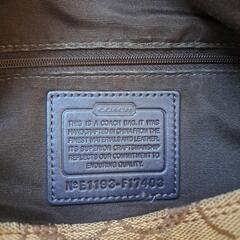 COACH
THIS IS A COACH BAG. IT WAS
HANDCRAFTED IN CHINA FROM THE
FINEST MATERIALS AND LEATHER.
ITS SUPERIOR CRAFTSMANSHIP
REFLECTS OUR COMMITMENT TO
ENDURING QUALITY.
Nº E1193-F17403